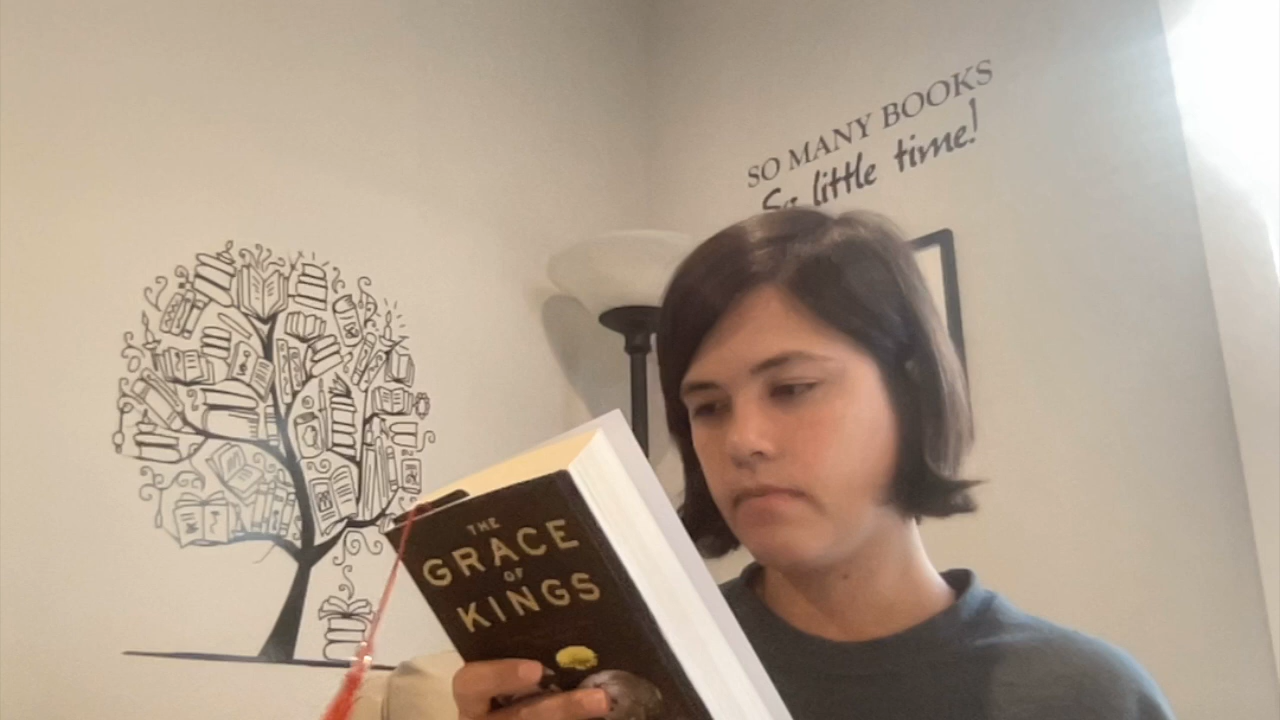 SO MANY BOOKS
So little time!
THE
GRACE
OF
KINGS